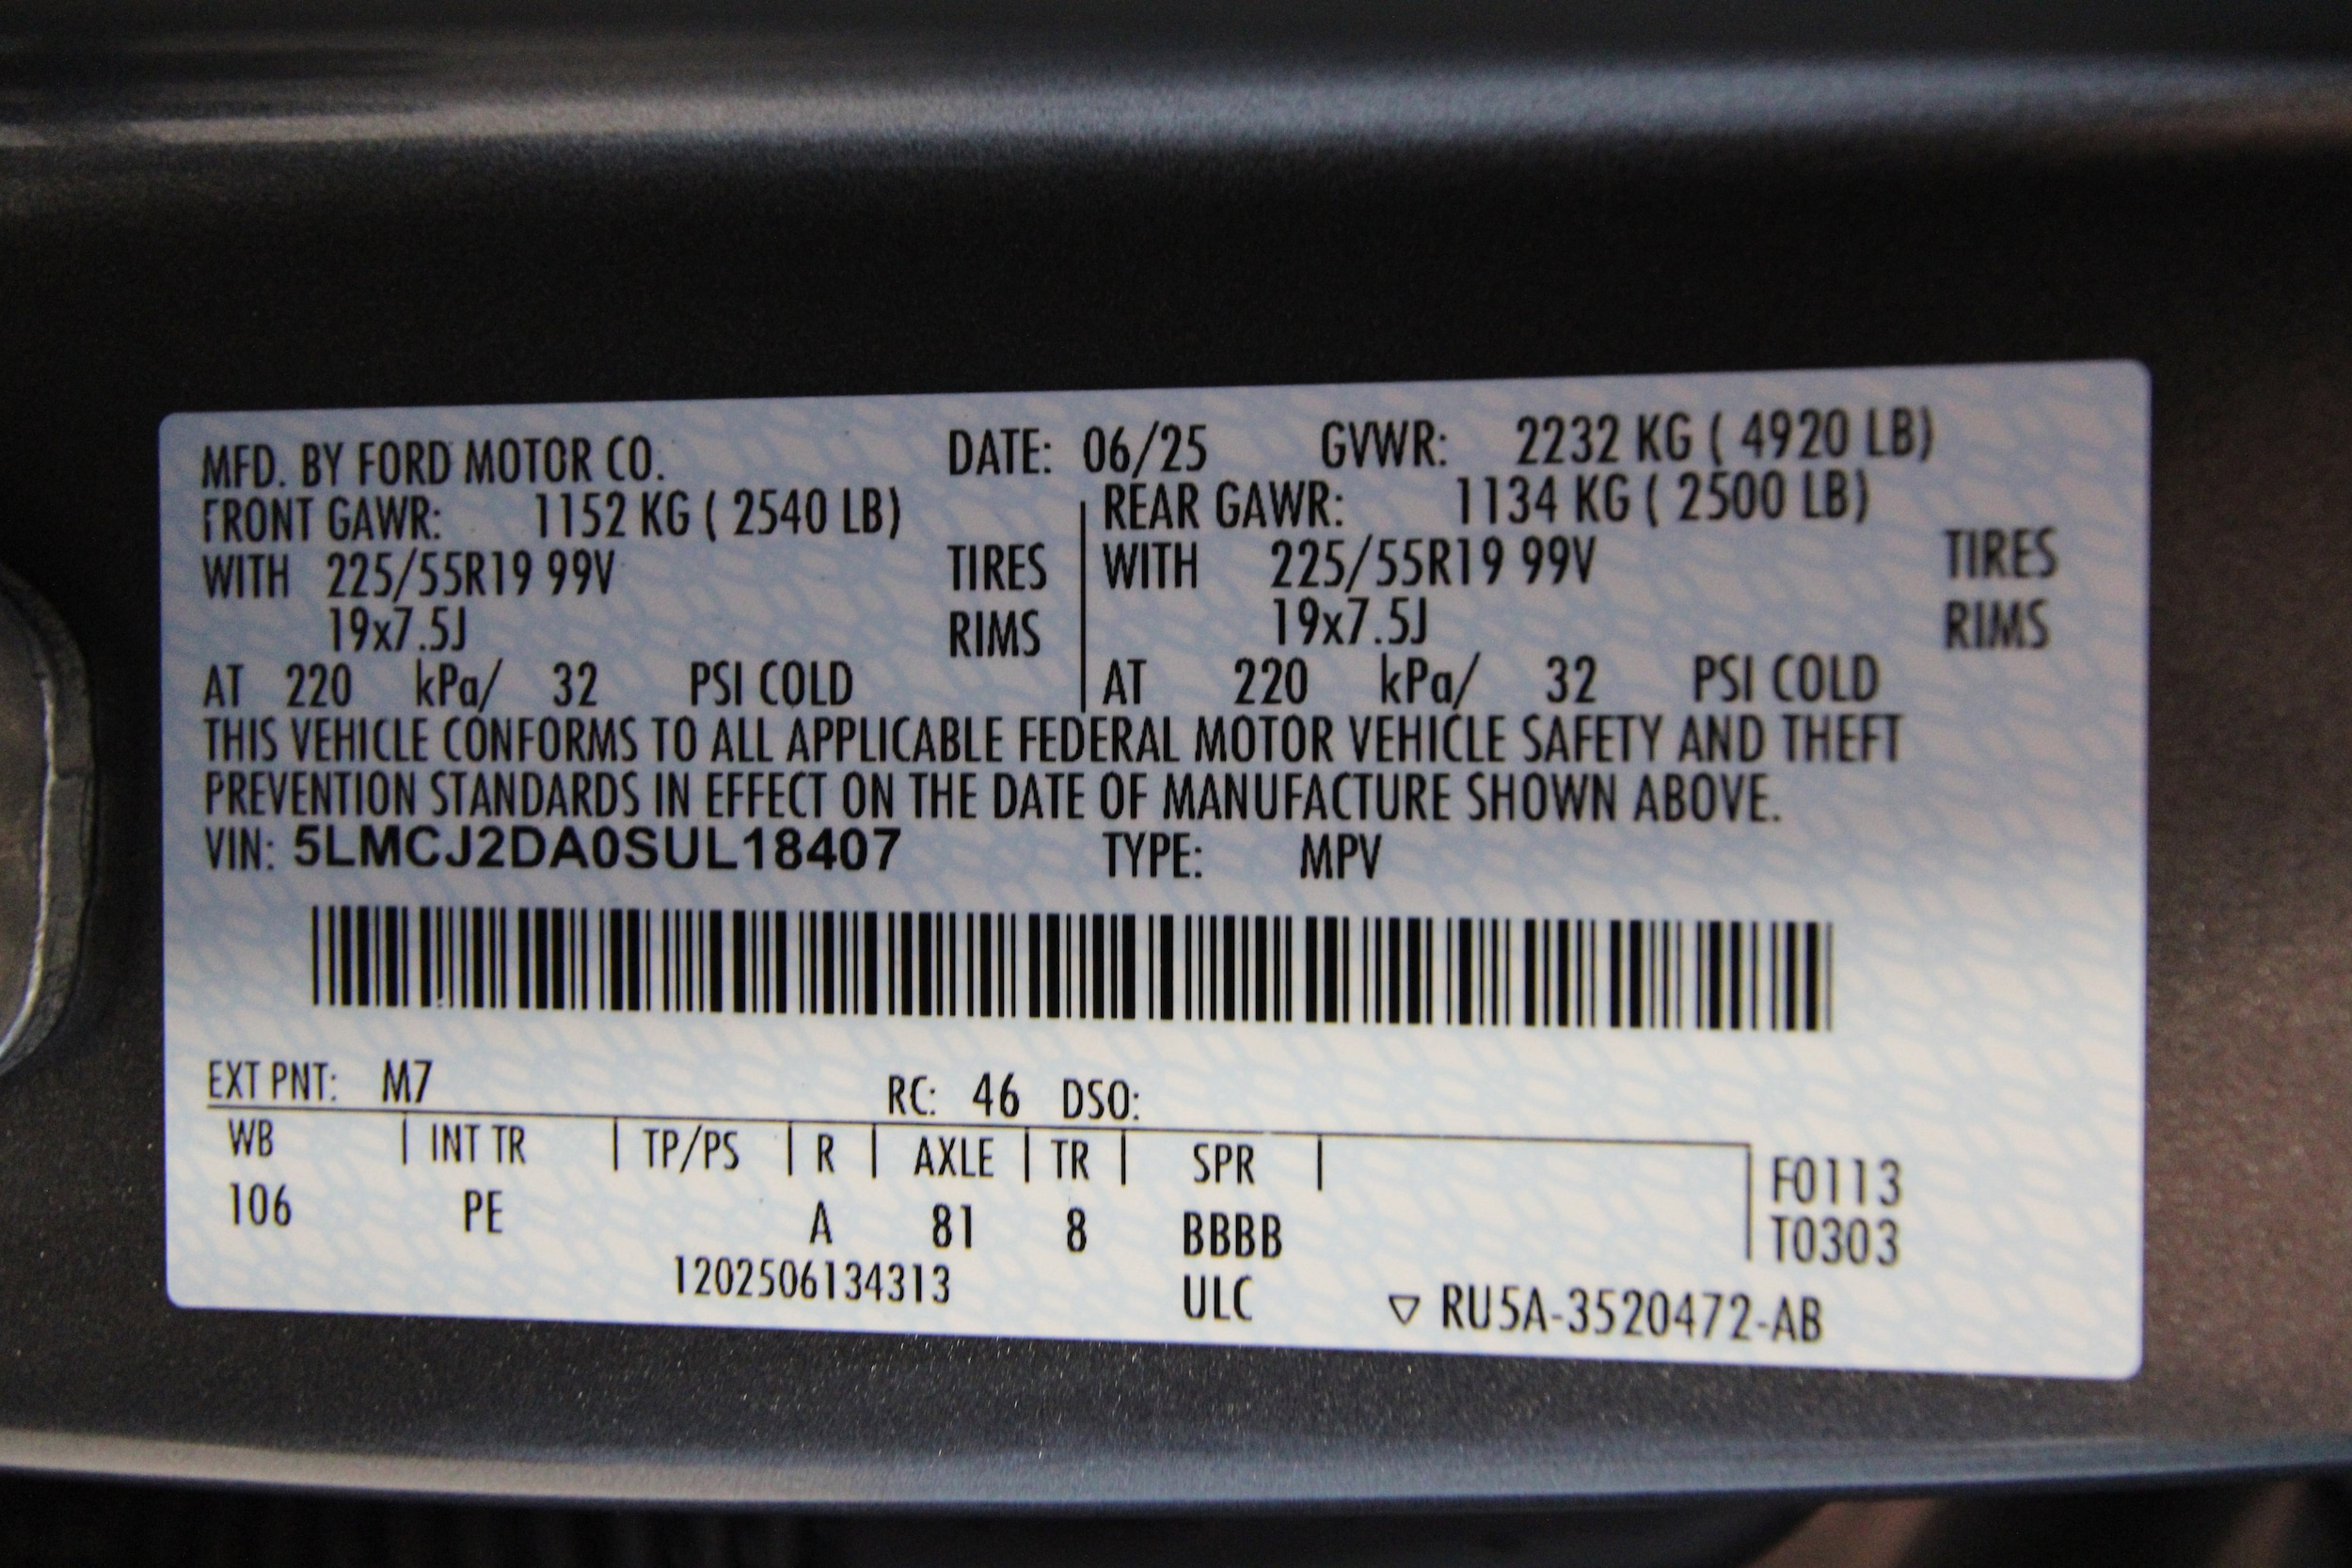 MFD. BY FORD MOTOR CO. DATE: 06/25 GVWR: 2232 KG ( 4920 LB)
FRONT GAWR: 1152 KG ( 2540 LB) REAR GAWR: 1134 KG ( 2500 LB)
WITH 225/55R19 99V TIRES WITH 225/55R19 99V TIRES
19x7.5J RIMS 19x7.5J RIMS
AT 220 kPa/ 32 PSI COLD AT 220 kPa/ 32 PSI COLD
THIS VEHICLE CONFORMS TO ALL APPLICABLE FEDERAL MOTOR VEHICLE SAFETY AND THEFT
PREVENTION STANDARDS IN EFFECT ON THE DATE OF MANUFACTURE SHOWN ABOVE.
VIN: 5LMCJ2DA0SUL18407 TYPE: MPV
EXT PNT: M7 RC: 46 DSO:
WB INT TR TP/PS R AXLE TR SPR F0113
106 PE A 81 8 BBBB T0303
1202506134313 ULC ▽ RU5A-3520472-AB